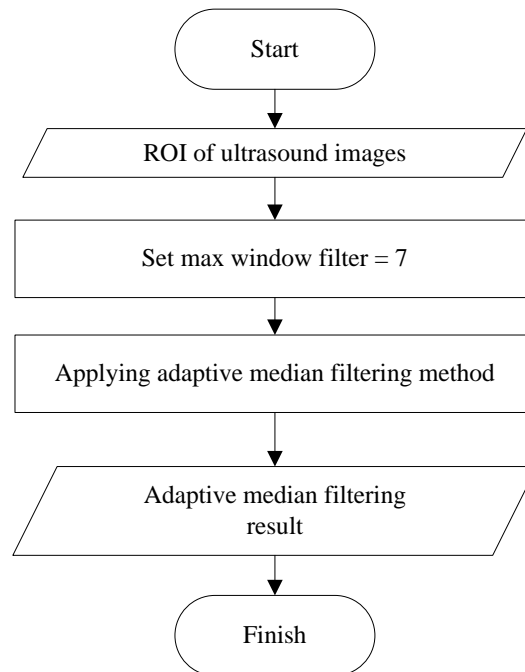 Start
ROI of ultrasound images
Set max window filter = 7
Applying adaptive median filtering method
Adaptive median filtering
result
Finish